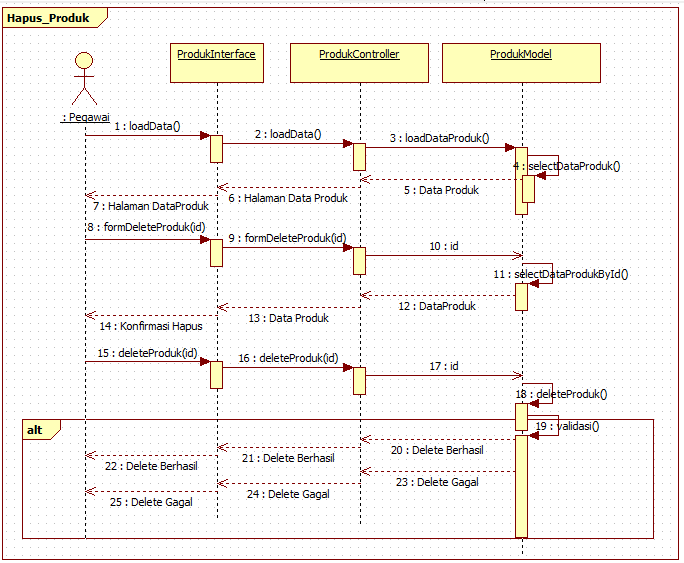 Hapus_Produk
ProdukInterface
ProdukController
ProdukModel
: Pegawai
1 : loadData()
2 : loadData()
3 : loadDataProduk()
4 : selectDataProduk()
5 : Data Produk
6 : Halaman Data Produk
7 : Halaman DataProduk
8 : formDeleteProduk(id)
9 : formDeleteProduk(id)
10 : id
11 : selectDataProdukById()
12 : DataProduk
13 : Data Produk
14 : Konfirmasi Hapus
15 : deleteProduk(id)
16 : deleteProduk(id)
17 : id
18 : deleteProduk()
alt
19 : validasi()
20 : Delete Berhasil
21 : Delete Berhasil
22 : Delete Berhasil
23 : Delete Gagal
24 : Delete Gagal
25 : Delete Gagal